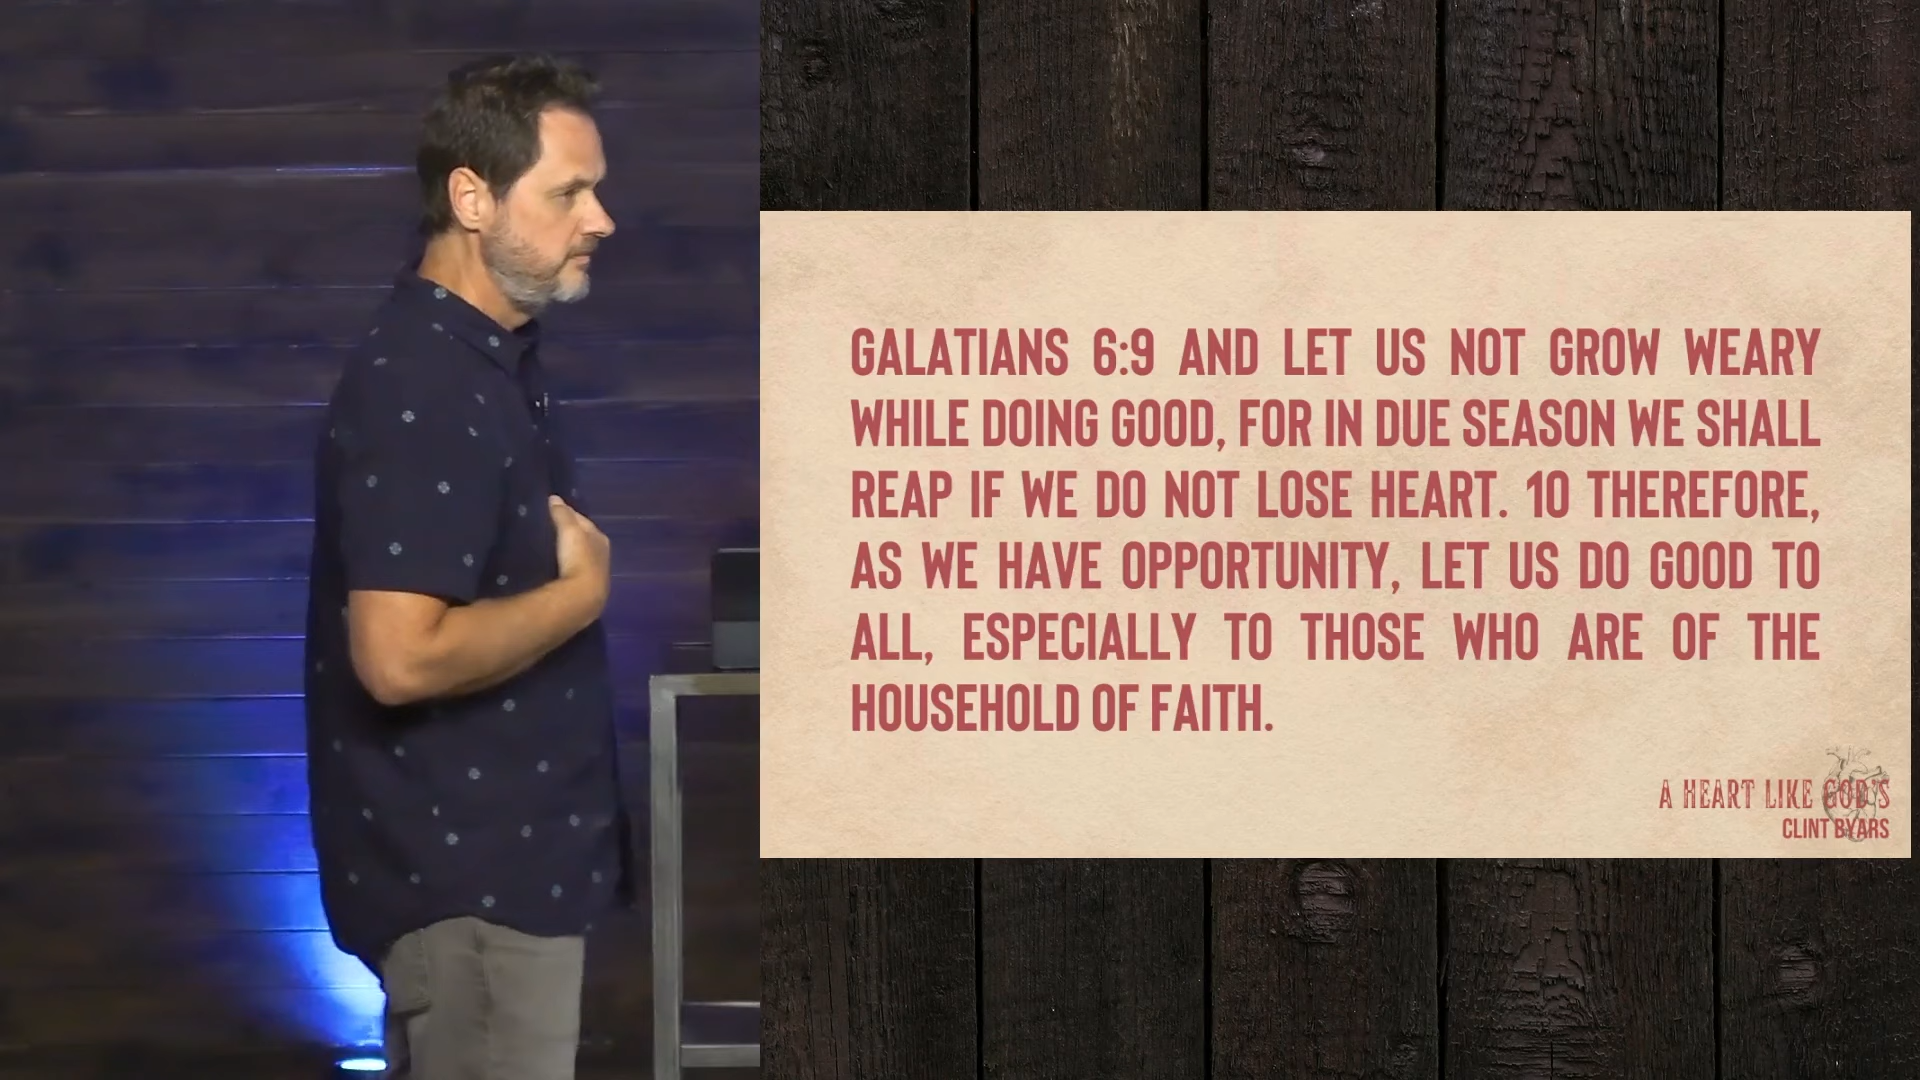 GALATIANS 6:9 AND LET US NOT GROW WEARY
WHILE DOING GOOD, FOR IN DUE SEASON WE SHALL
REAP IF WE DO NOT LOSE HEART. 10 THEREFORE,
AS WE HAVE OPPORTUNITY, LET US DO GOOD TO
ALL, ESPECIALLY TO THOSE WHO ARE OF THE
HOUSEHOLD OF FAITH.
A HEART LIKE GOD'S
CLINT BYARS